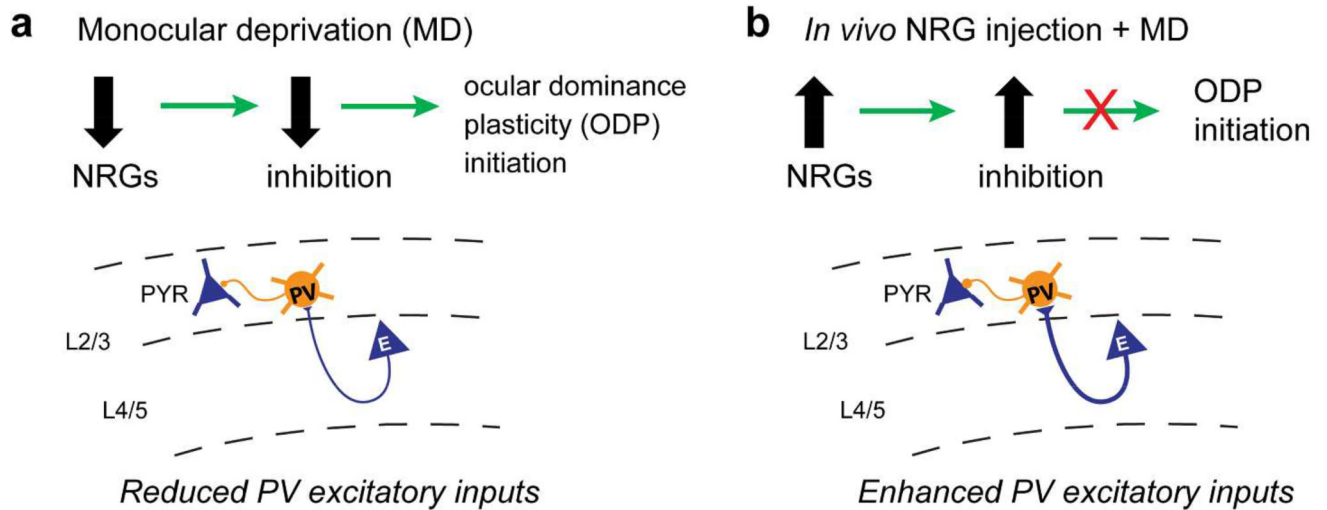 a
Monocular deprivation (MD)
NRGs
inhibition
ocular dominance
plasticity (ODP)
initiation
PYR
PV
E
L2/3
L4/5
Reduced PV excitatory inputs
b
In vivo NRG injection + MD
NRGs
inhibition
X
ODP
initiation
PYR
PV
E
L2/3
L4/5
Enhanced PV excitatory inputs